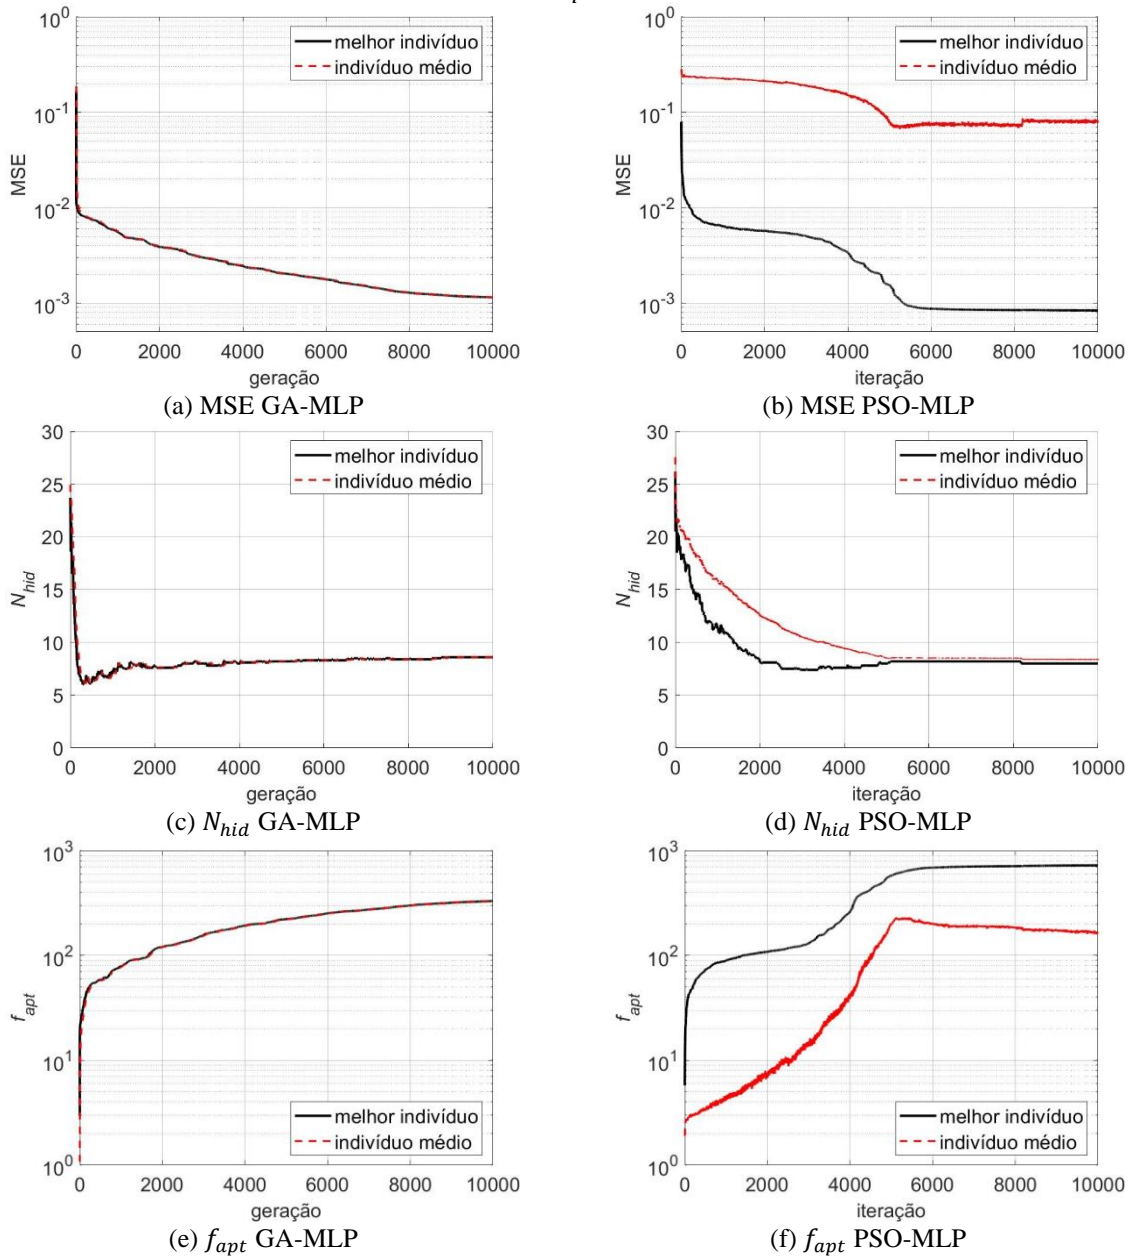 p
10^0
10^-1
10^-2
10^-3
MSE
melhor indivíduo
indivíduo médio
0 2000 4000 6000 8000 10000
geração
(a) MSE GA-MLP
10^0
10^-1
10^-2
10^-3
MSE
melhor indivíduo
indivíduo médio
0 2000 4000 6000 8000 10000
iteração
(b) MSE PSO-MLP
30
25
20
15
10
5
0
N_hid
melhor indivíduo
indivíduo médio
0 2000 4000 6000 8000 10000
geração
(c) N_hid GA-MLP
30
25
20
15
10
5
0
N_hid
melhor indivíduo
indivíduo médio
0 2000 4000 6000 8000 10000
iteração
(d) N_hid PSO-MLP
10^3
10^2
10^1
10^0
f_apt
melhor indivíduo
indivíduo médio
0 2000 4000 6000 8000 10000
geração
(e) f_apt GA-MLP
10^3
10^2
10^1
10^0
f_apt
melhor indivíduo
indivíduo médio
0 2000 4000 6000 8000 10000
iteração
(f) f_apt PSO-MLP